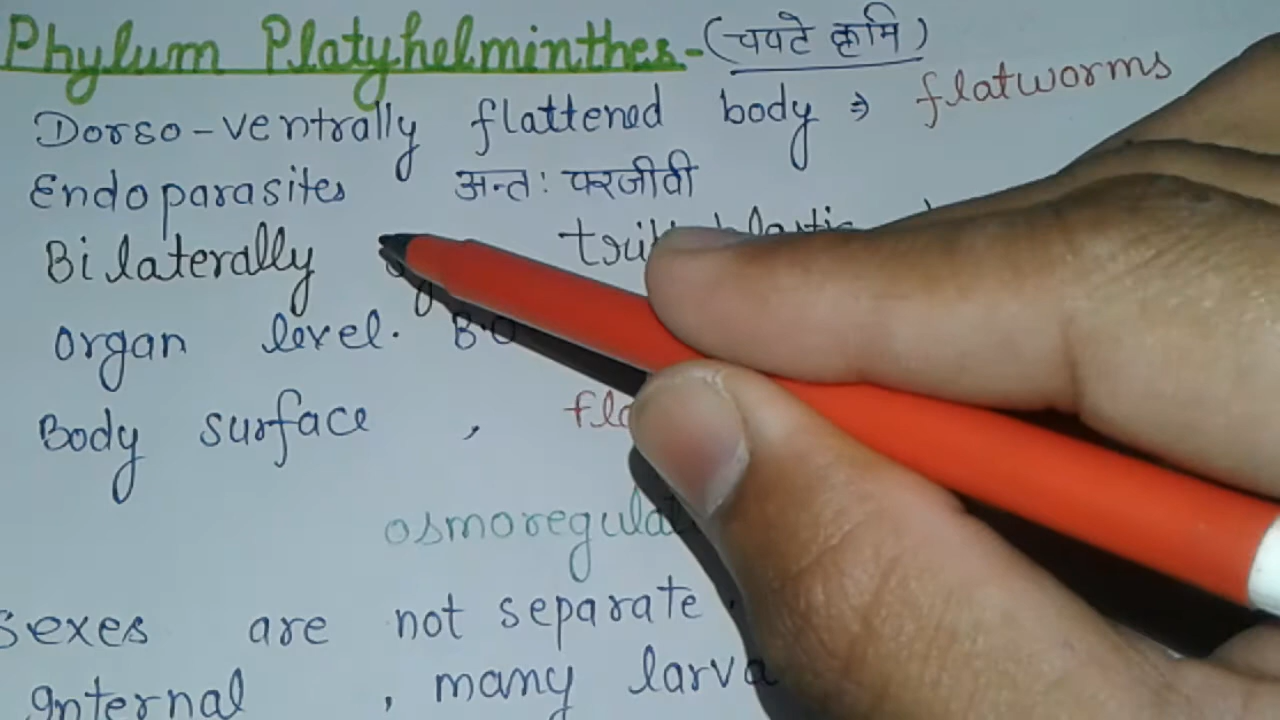 Phylum Platyhelminthes - (चपटे कृमि)
Dorso-ventrally flattened body ⇒ flatworms
Endoparasites अन्तः परजीवी
Bilaterally
organ level. B.O
Body surface ,
sexes are not separate
Internal , many larva